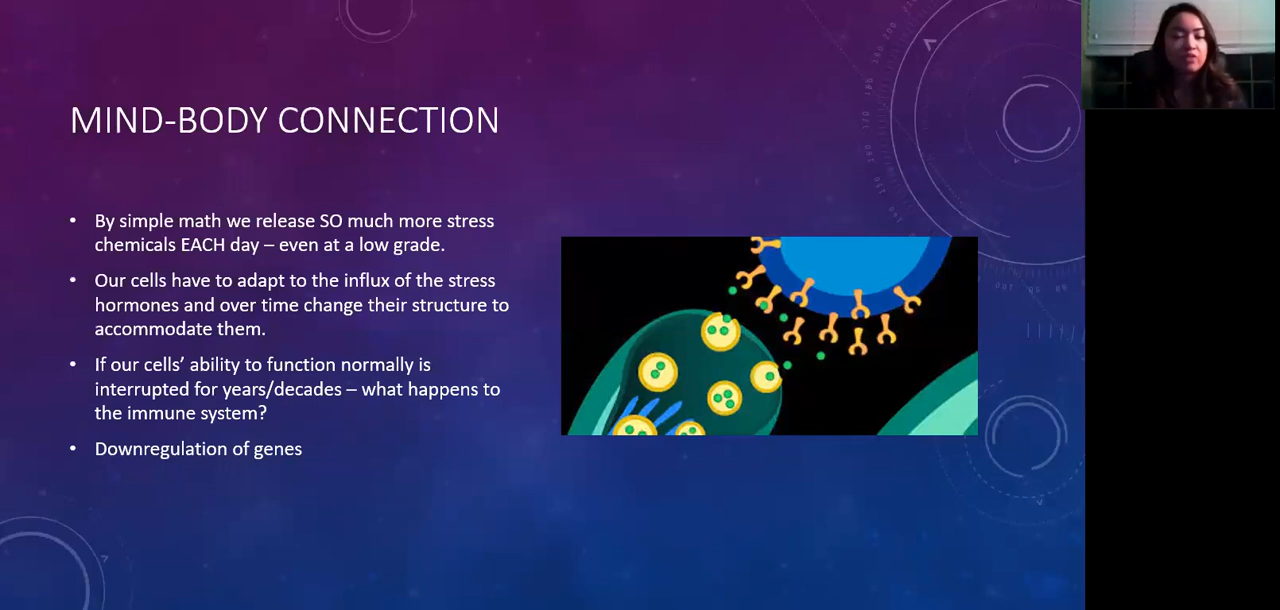 MIND-BODY CONNECTION
• By simple math we release SO much more stress
chemicals EACH day – even at a low grade.
• Our cells have to adapt to the influx of the stress
hormones and over time change their structure to
accommodate them.
• If our cells’ ability to function normally is
interrupted for years/decades – what happens to
the immune system?
• Downregulation of genes